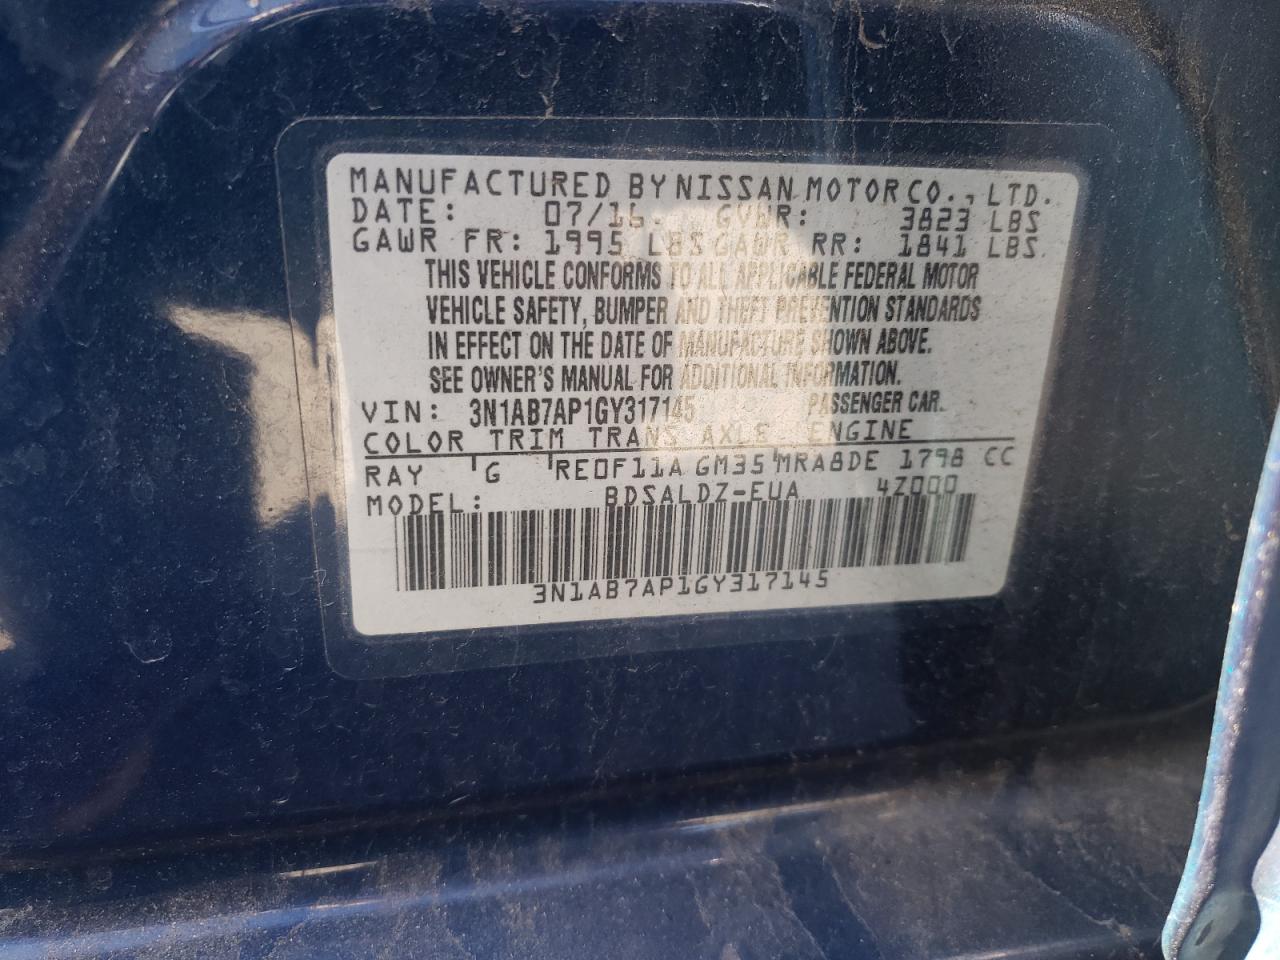 MANUFACTURED BY NISSAN MOTOR CO., LTD.
DATE: 07/16 GVWR: 3823 LBS
GAWR FR: 1995 LBS GAWR RR: 1841 LBS
THIS VEHICLE CONFORMS TO ALL APPLICABLE FEDERAL MOTOR
VEHICLE SAFETY, BUMPER AND THEFT PREVENTION STANDARDS
IN EFFECT ON THE DATE OF MANUFACTURE SHOWN ABOVE.
SEE OWNER'S MANUAL FOR ADDITIONAL INFORMATION.
VIN: 3N1AB7AP1GY317145 PASSENGER CAR.
COLOR TRIM TRANS AXLE ENGINE
RAY G RE0F11A GM35 MRA8DE 1798 CC
MODEL: BDSALDZ-EUA 4Z000
3N1AB7AP1GY317145